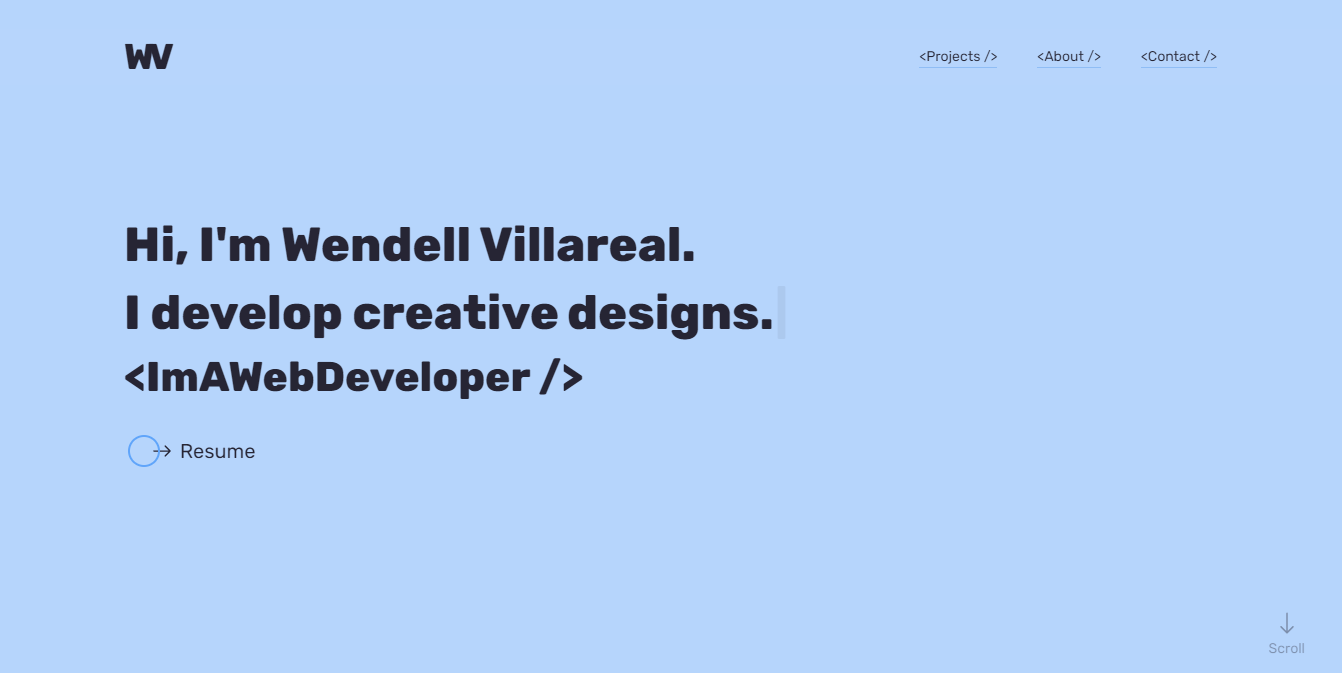 WV
<Projects /> <About /> <Contact />
Hi, I'm Wendell Villareal.
I develop creative designs.
<ImAWebDeveloper />
Resume
Scroll